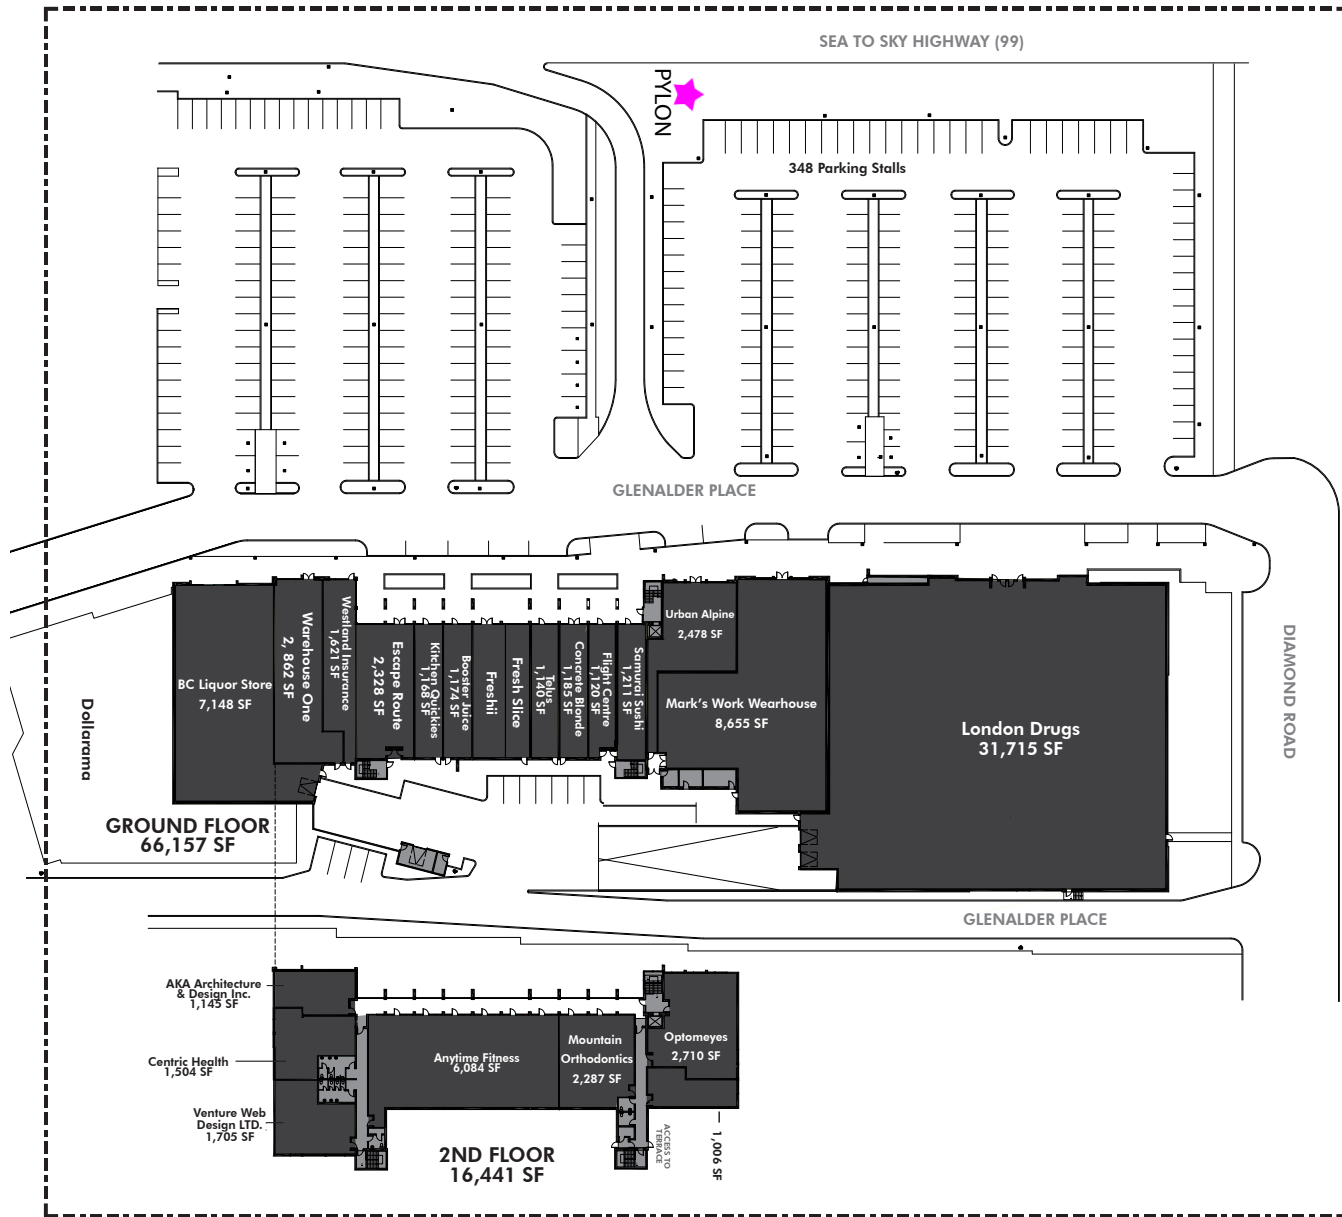 SEA TO SKY HIGHWAY (99)
PYLON
348 Parking Stalls
GLENALDER PLACE
DIAMOND ROAD
Dollarama
BC Liquor Store
7,148 SF
Warehouse One
2, 862 SF
Westland Insurance
1,621 SF
Escape Route
2,328 SF
Kitchen Quickies
1,168 SF
Booster Juice
1,174 SF
Freshii
Fresh Slice
Telus
1,140 SF
Concrete Blonde
1,185 SF
Flight Centre
1,120 SF
Samurai Sushi
1,211 SF
Urban Alpine
2,478 SF
Mark's Work Wearhouse
8,655 SF
London Drugs
31,715 SF
GROUND FLOOR
66,157 SF
GLENALDER PLACE
AKA Architecture
& Design Inc.
1,145 SF
Centric Health
1,504 SF
Venture Web
Design LTD.
1,705 SF
Anytime Fitness
6,084 SF
Mountain
Orthodontics
2,287 SF
Optomeyes
2,710 SF
ACCESS TO
TERRACE
1,006 SF
2ND FLOOR
16,441 SF